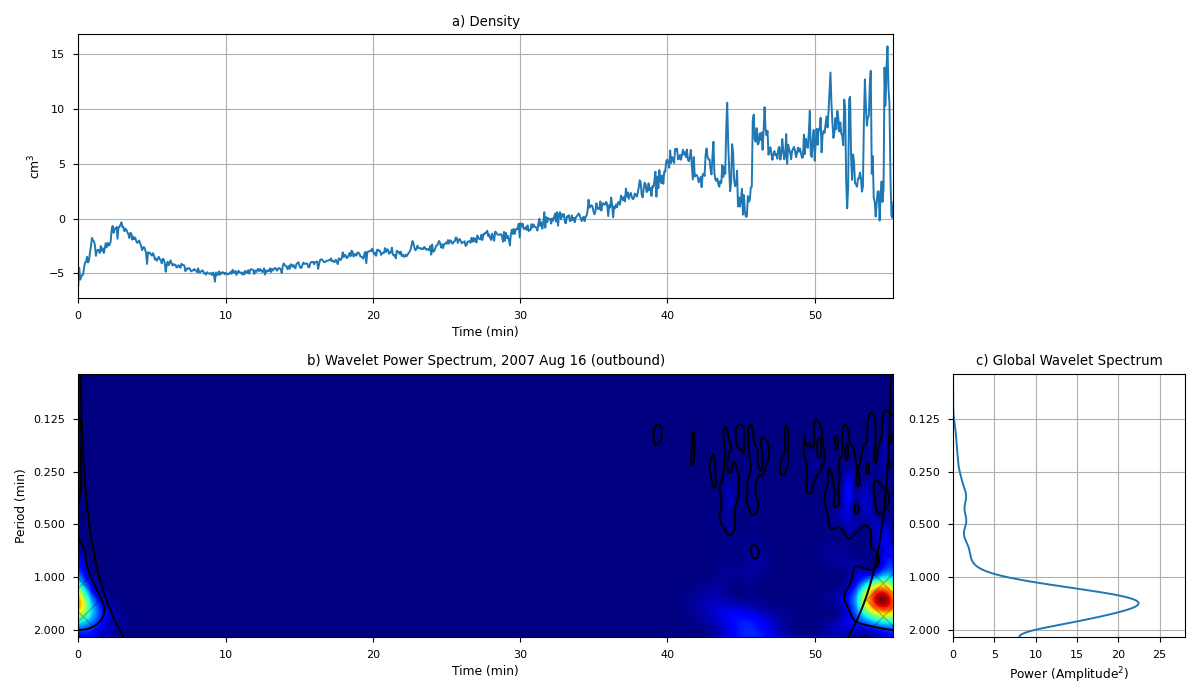 a) Density
15
10
5
0
−5
cm³
0 10 20 30 40 50
Time (min)
b) Wavelet Power Spectrum, 2007 Aug 16 (outbound)
0.125
0.250
0.500
1.000
2.000
Period (min)
0 10 20 30 40 50
Time (min)
c) Global Wavelet Spectrum
0.125
0.250
0.500
1.000
2.000
0 5 10 15 20 25
Power (Amplitude²)